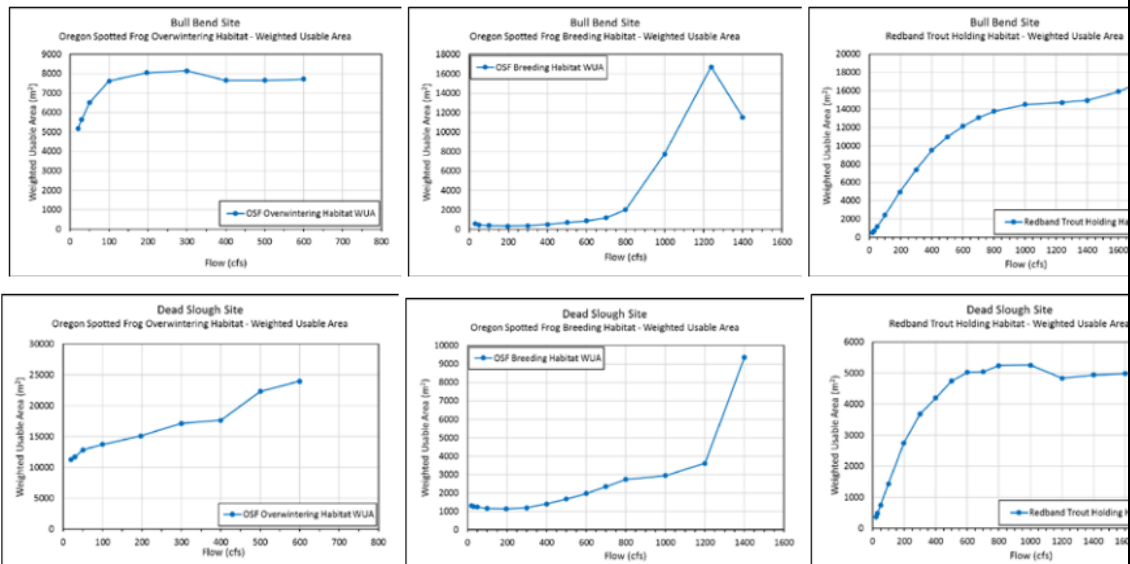 Bull Bend Site
Oregon Spotted Frog Overwintering Habitat - Weighted Usable Area
9000
8000
7000
6000
5000
4000
3000
2000
1000
0
Weighted Usable Area (m²)
OSF Overwintering Habitat WUA
0 100 200 300 400 500 600 700 800
Flow (cfs)
Bull Bend Site
Oregon Spotted Frog Breeding Habitat - Weighted Usable Area
18000
16000
14000
12000
10000
8000
6000
4000
2000
0
Weighted Usable Area (m²)
OSF Breeding Habitat WUA
0 200 400 600 800 1000 1200 1400 1600
Flow (cfs)
Bull Bend Site
Redband Trout Holding Habitat - Weighted Usable Area
20000
18000
16000
14000
12000
10000
8000
6000
4000
2000
0
Weighted Usable Area (m²)
Redband Trout Holding Ha
0 200 400 600 800 1000 1200 1400 1600
Flow (cfs)
Dead Slough Site
Oregon Spotted Frog Overwintering Habitat - Weighted Usable Area
30000
25000
20000
15000
10000
5000
0
Weighted Usable Area (m²)
OSF Overwintering Habitat WUA
0 100 200 300 400 500 600 700 800
Flow (cfs)
Dead Slough Site
Oregon Spotted Frog Breeding Habitat - Weighted Usable Area
10000
9000
8000
7000
6000
5000
4000
3000
2000
1000
0
Weighted Usable Area (m²)
OSF Breeding Habitat WUA
0 200 400 600 800 1000 1200 1400 1600
Flow (cfs)
Dead Slough Site
Redband Trout Holding Habitat - Weighted Usable Area
6000
5000
4000
3000
2000
1000
0
Weighted Usable Area (m²)
Redband Trout Holding Ha
0 200 400 600 800 1000 1200 1400
Flow (cfs)